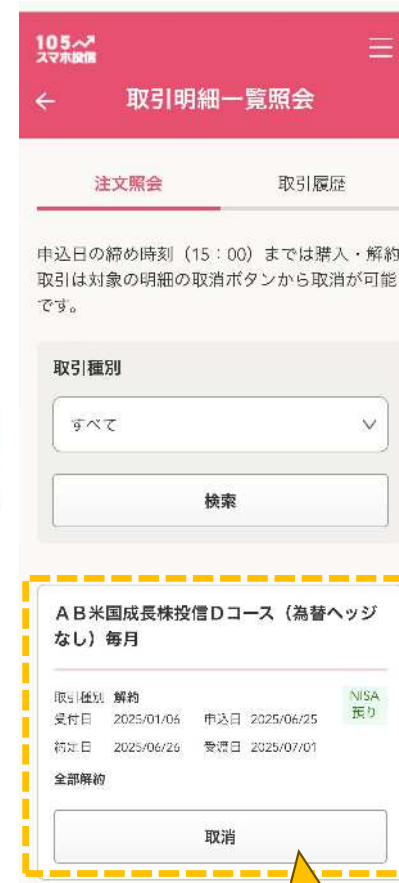 105
スマホ投信
取引明細一覧照会
注文照会
取引履歴
申込日の締め時刻（15：00）までは購入・解約
取引は対象の明細の取消ボタンから取消が可能
です。
取引種別
すべて
検索
ＡＢ米国成長株投信Ｄコース（為替ヘッジ
なし）毎月
取引種別 解約
NISA
預り
受付日 2025/01/06 申込日 2025/06/25
約定日 2025/06/26 受渡日 2025/07/01
全部解約
取消